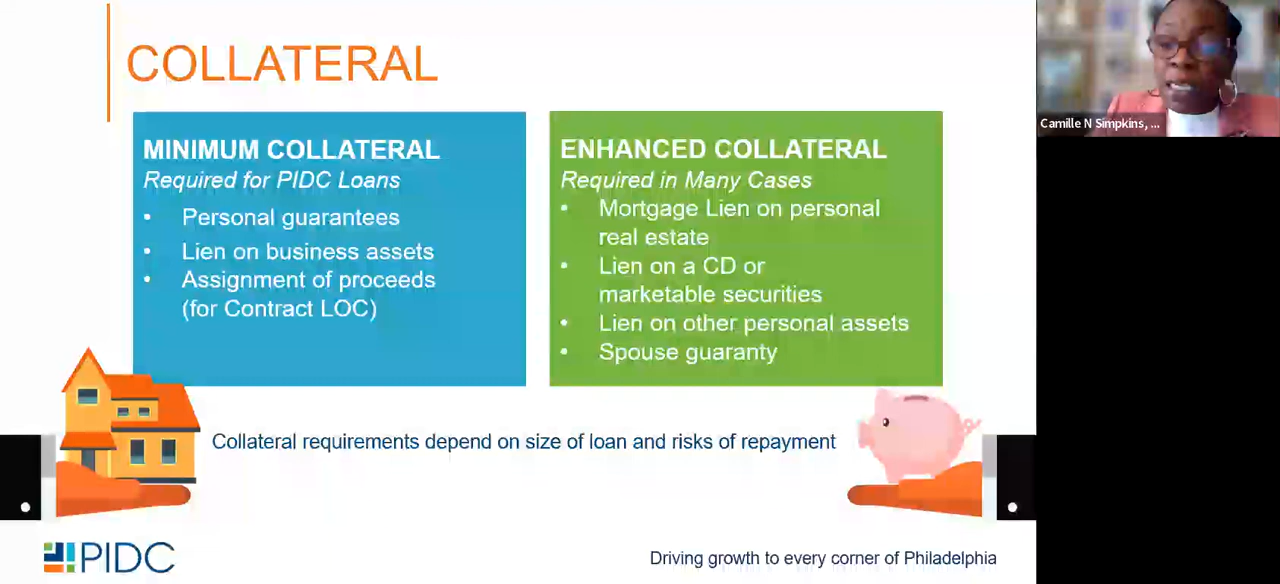 COLLATERAL
MINIMUM COLLATERAL
Required for PIDC Loans
• Personal guarantees
• Lien on business assets
• Assignment of proceeds
(for Contract LOC)
ENHANCED COLLATERAL
Required in Many Cases
• Mortgage Lien on personal
real estate
• Lien on a CD or
marketable securities
• Lien on other personal assets
• Spouse guaranty
Collateral requirements depend on size of loan and risks of repayment
PIDC
Driving growth to every corner of Philadelphia
Camille N Simpkins, ...